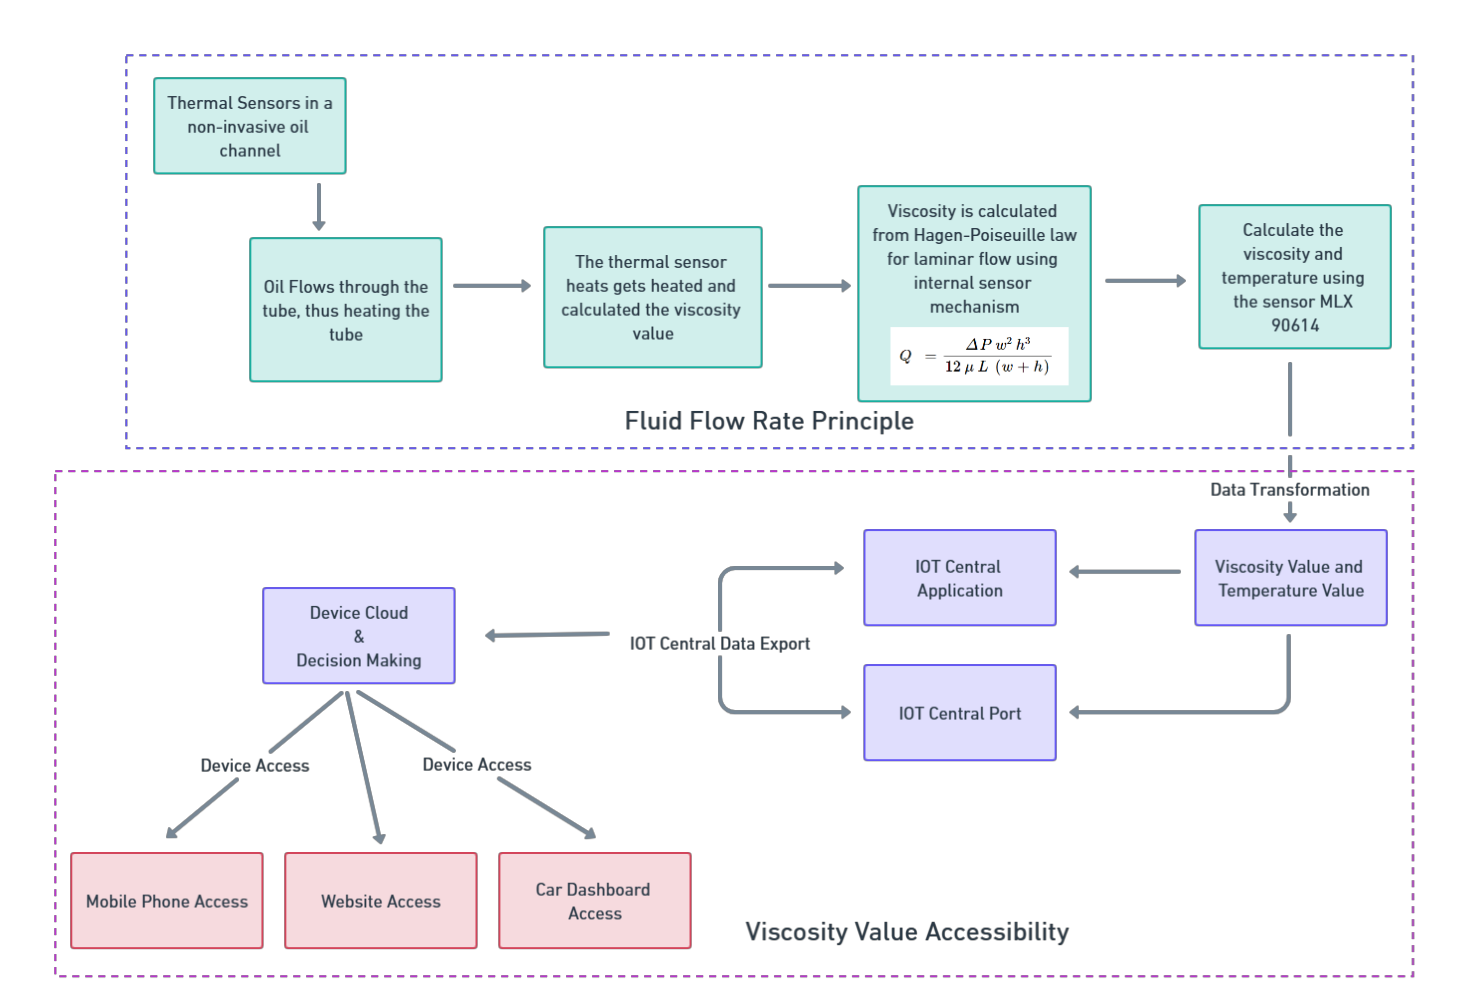 Thermal Sensors in a
non-invasive oil
channel
Oil Flows through the
tube, thus heating the
tube
The thermal sensor
heats gets heated and
calculated the viscosity
value
Viscosity is calculated
from Hagen-Poiseuille law
for laminar flow using
internal sensor
mechanism
Q = ΔP w² h³ / 12 μ L (w + h)
Calculate the
viscosity and
temperature using
the sensor MLX
90614
Fluid Flow Rate Principle
Data Transformation
Viscosity Value and
Temperature Value
IOT Central
Application
IOT Central Port
IOT Central Data Export
Device Cloud
&
Decision Making
Device Access
Device Access
Mobile Phone Access
Website Access
Car Dashboard
Access
Viscosity Value Accessibility